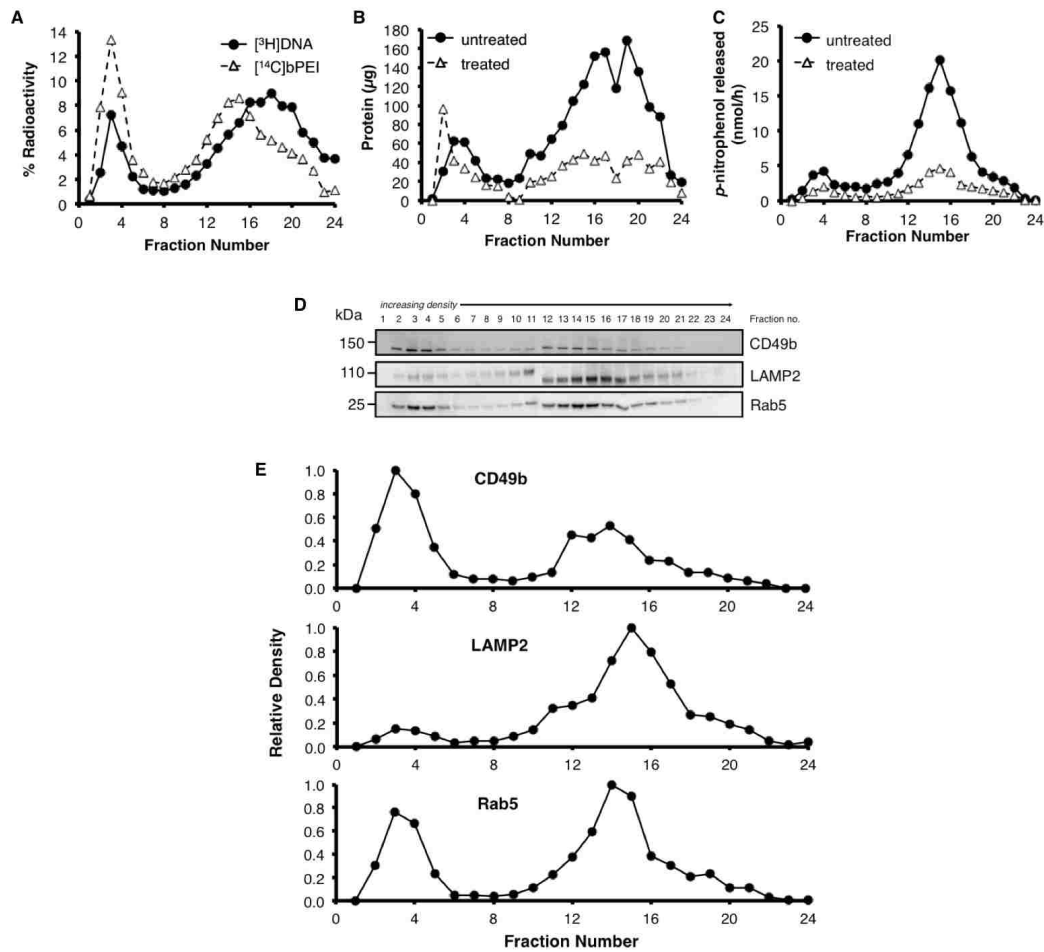 A
14
12
10
8
6
4
2
0
% Radioactivity
[³H]DNA
[¹⁴C]bPEI
0 4 8 12 16 20 24
Fraction Number
B
180
160
140
120
100
80
60
40
20
0
Protein (µg)
untreated
treated
0 4 8 12 16 20 24
Fraction Number
C
25
20
15
10
5
0
p-nitrophenol released
(nmol/h)
untreated
treated
0 4 8 12 16 20 24
Fraction Number
D
increasing density
kDa
1 2 3 4 5 6 7 8 9 10 11 12 13 14 15 16 17 18 19 20 21 22 23 24 Fraction no.
150 CD49b
110 LAMP2
25 Rab5
E
Relative Density
CD49b
1.0
0.8
0.6
0.4
0.2
0.0
0 4 8 12 16 20 24
LAMP2
1.0
0.8
0.6
0.4
0.2
0.0
0 4 8 12 16 20 24
Rab5
1.0
0.8
0.6
0.4
0.2
0.0
0 4 8 12 16 20 24
Fraction Number